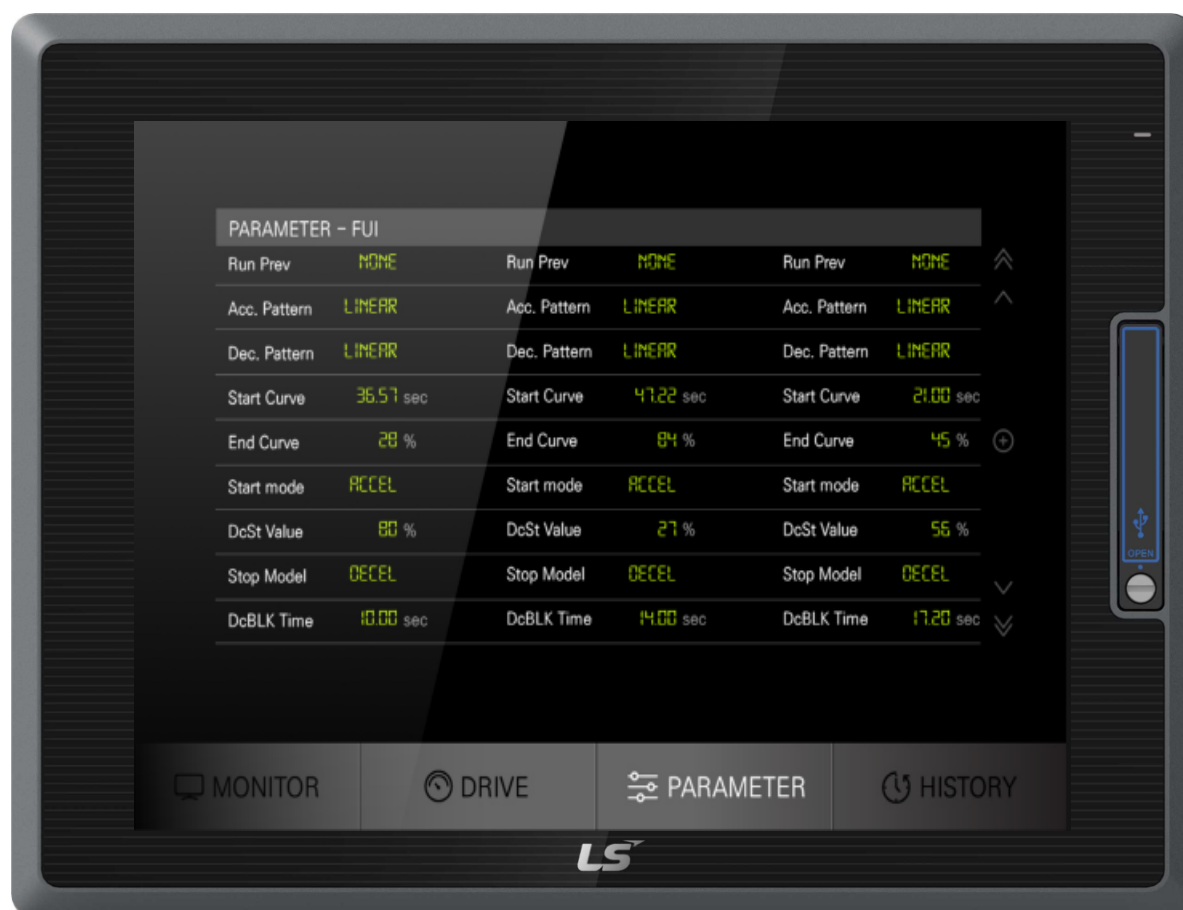 PARAMETER – FUI
Run Prev NONE Run Prev NONE Run Prev NONE
Acc. Pattern LINEAR Acc. Pattern LINEAR Acc. Pattern LINEAR
Dec. Pattern LINEAR Dec. Pattern LINEAR Dec. Pattern LINEAR
Start Curve 36.57 sec Start Curve 47.22 sec Start Curve 21.00 sec
End Curve 28 % End Curve 84 % End Curve 45 %
Start mode ACCEL Start mode ACCEL Start mode ACCEL
DcSt Value 80 % DcSt Value 27 % DcSt Value 56 %
Stop Model DECEL Stop Model DECEL Stop Model DECEL
DcBLK Time 10.00 sec DcBLK Time 14.00 sec DcBLK Time 17.20 sec
OPEN
MONITOR DRIVE PARAMETER HISTORY
LS